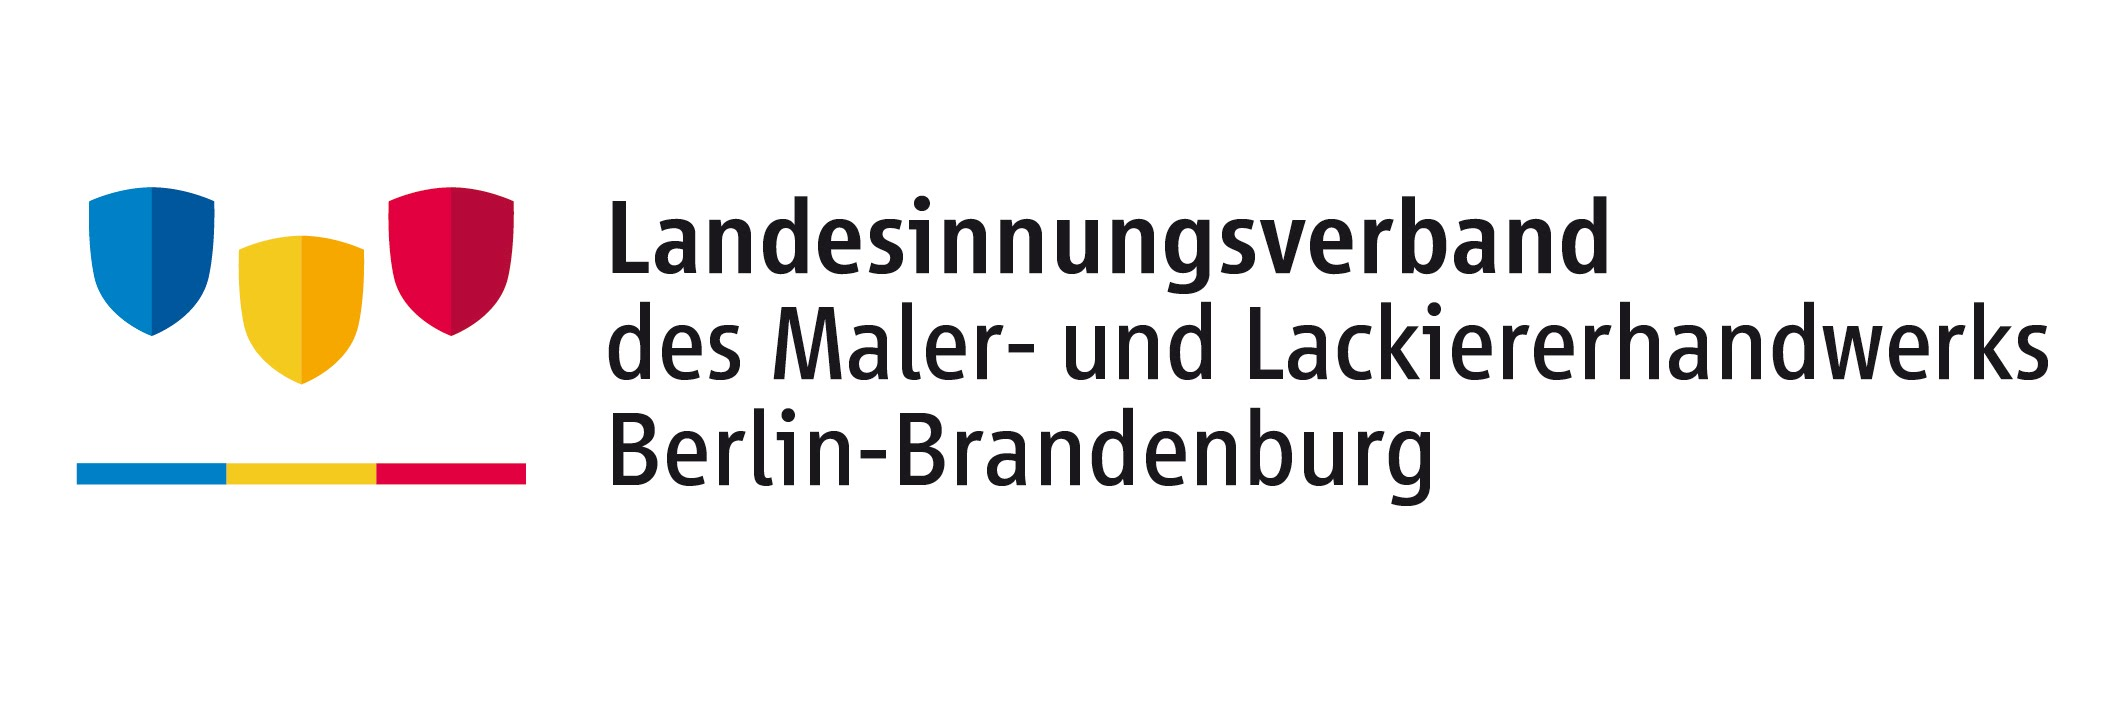 Landesinnungsverband
des Maler- und Lackiererhandwerks
Berlin-Brandenburg